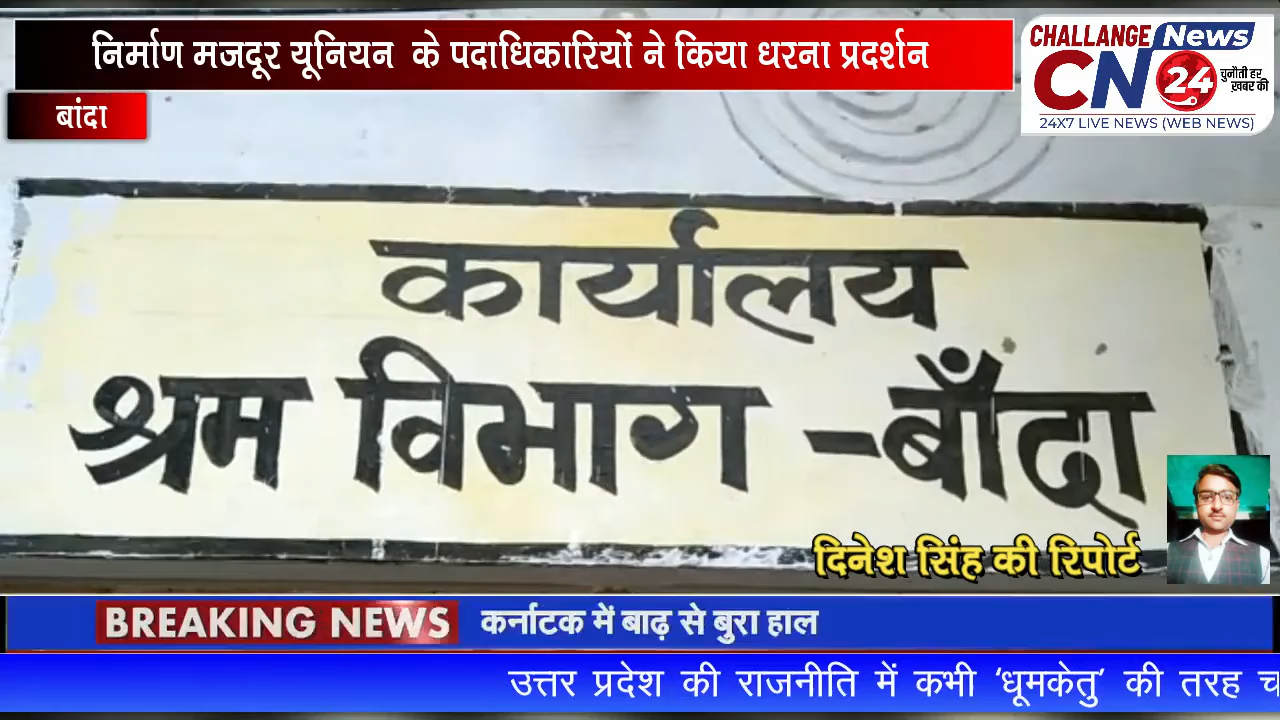 निर्माण मजदूर यूनियन के पदाधिकारियों ने किया धरना प्रदर्शन
CHALLANGE News
CN 24
चुनौती हर
ख़बर की
24X7 LIVE NEWS (WEB NEWS)
बांदा
कार्यालय
श्रम विभाग - बाँदा
दिनेश सिंह की रिपोर्ट
BREAKING NEWS कर्नाटक में बाढ़ से बुरा हाल
उत्तर प्रदेश की राजनीति में कभी 'धूमकेतु' की तरह च